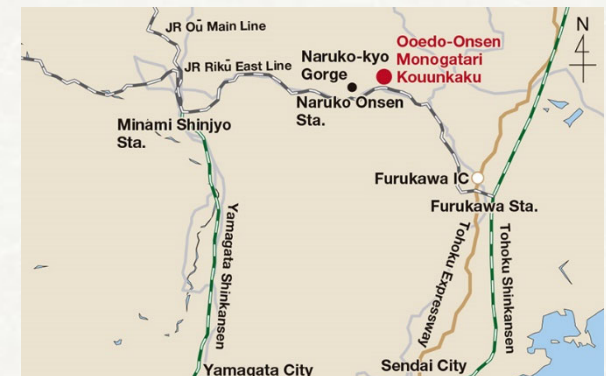 JR Oū Main Line
N
Ooedo-Onsen
Monogatari
Kouunkaku
Naruko-kyo
Gorge
JR Rikū East Line
Naruko Onsen
Sta.
Minami Shinjyo
Sta.
Furukawa IC
Furukawa Sta.
Yamagata Shinkansen
Tohoku Expressway
Tohoku Shinkansen
Yamagata City
Sendai City